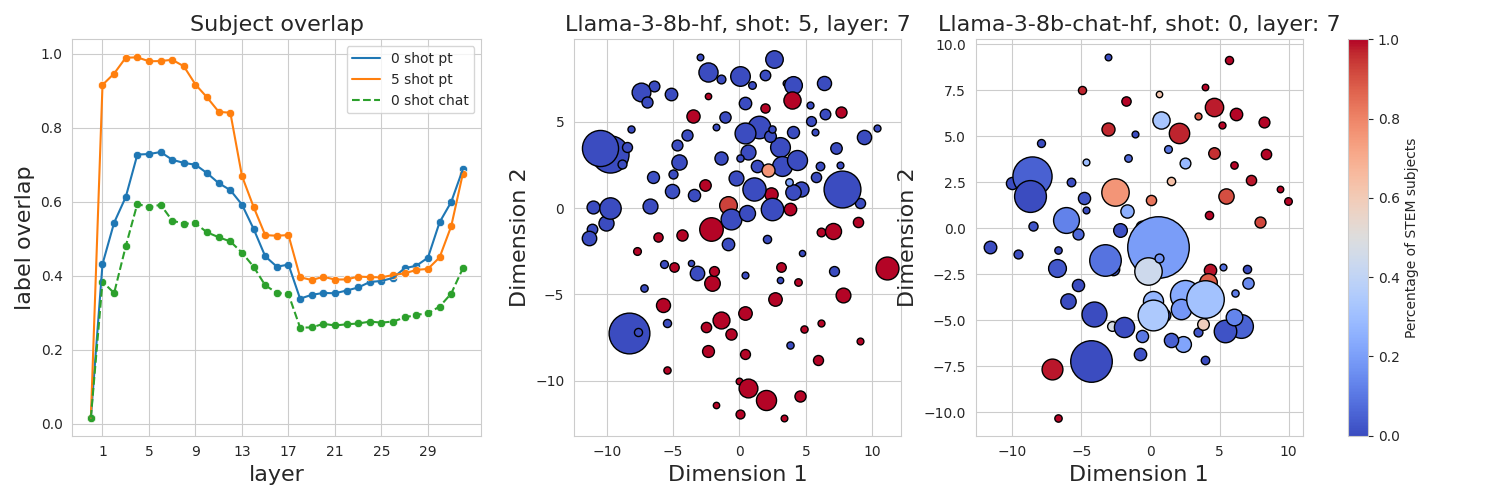 Subject overlap
label overlap
1.0
0.8
0.6
0.4
0.2
0.0
0 shot pt
5 shot pt
0 shot chat
1 5 9 13 17 21 25 29
layer
Llama-3-8b-hf, shot: 5, layer: 7
Dimension 2
5
0
−5
−10
−10 −5 0 5 10
Dimension 1
Llama-3-8b-chat-hf, shot: 0, layer: 7
Dimension 2
10.0
7.5
5.0
2.5
0.0
−2.5
−5.0
−7.5
−10.0
−10 −5 0 5 10
Dimension 1
1.0
0.8
0.6
0.4
0.2
0.0
Percentage of STEM subjects